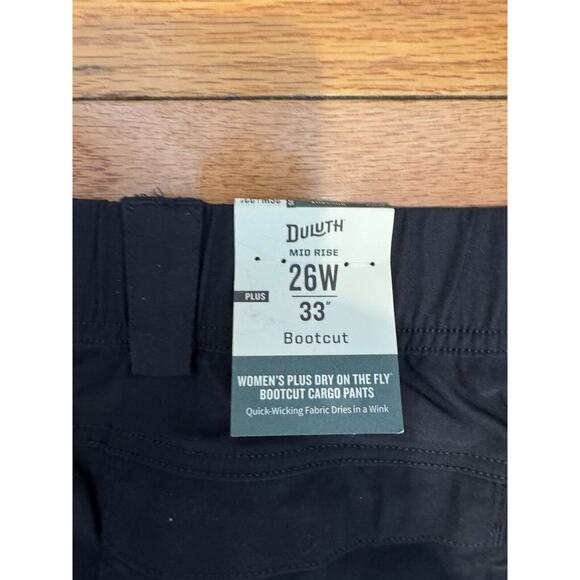 DULUTH
MID RISE
26W
PLUS
33"
Bootcut
WOMEN'S PLUS DRY ON THE FLY®
BOOTCUT CARGO PANTS
Quick-Wicking Fabric Dries in a Wink